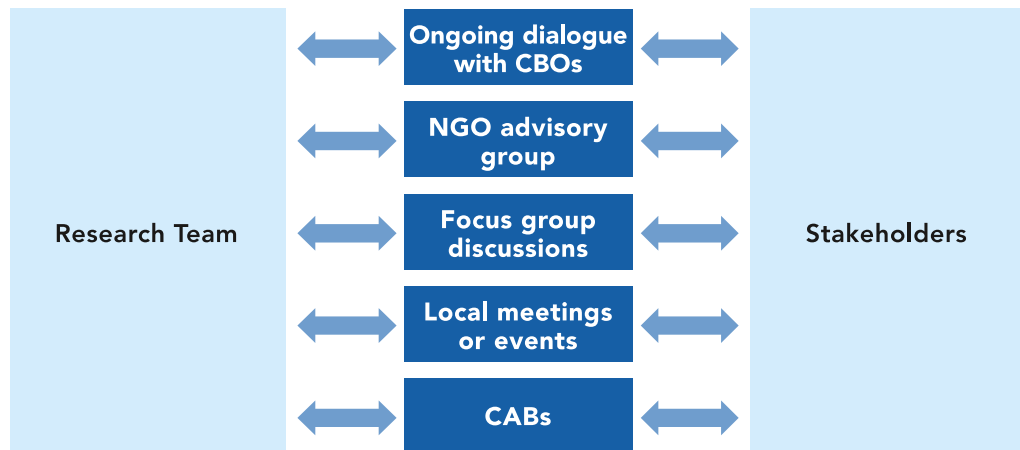 Research Team
Ongoing dialogue
with CBOs
NGO advisory
group
Focus group
discussions
Local meetings
or events
CABs
Stakeholders